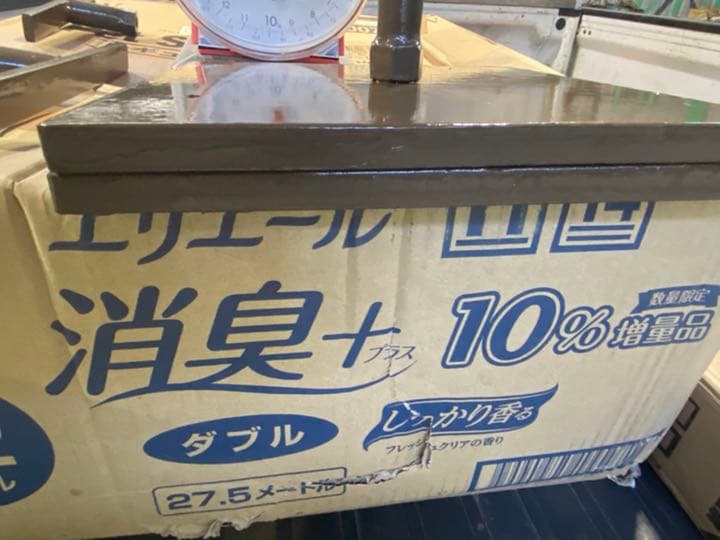 10
エリエール
消臭+
プラス
数量限定
10%増量品
ダブル
しっかり香る
フレッシュクリアの香り
27.5メートル